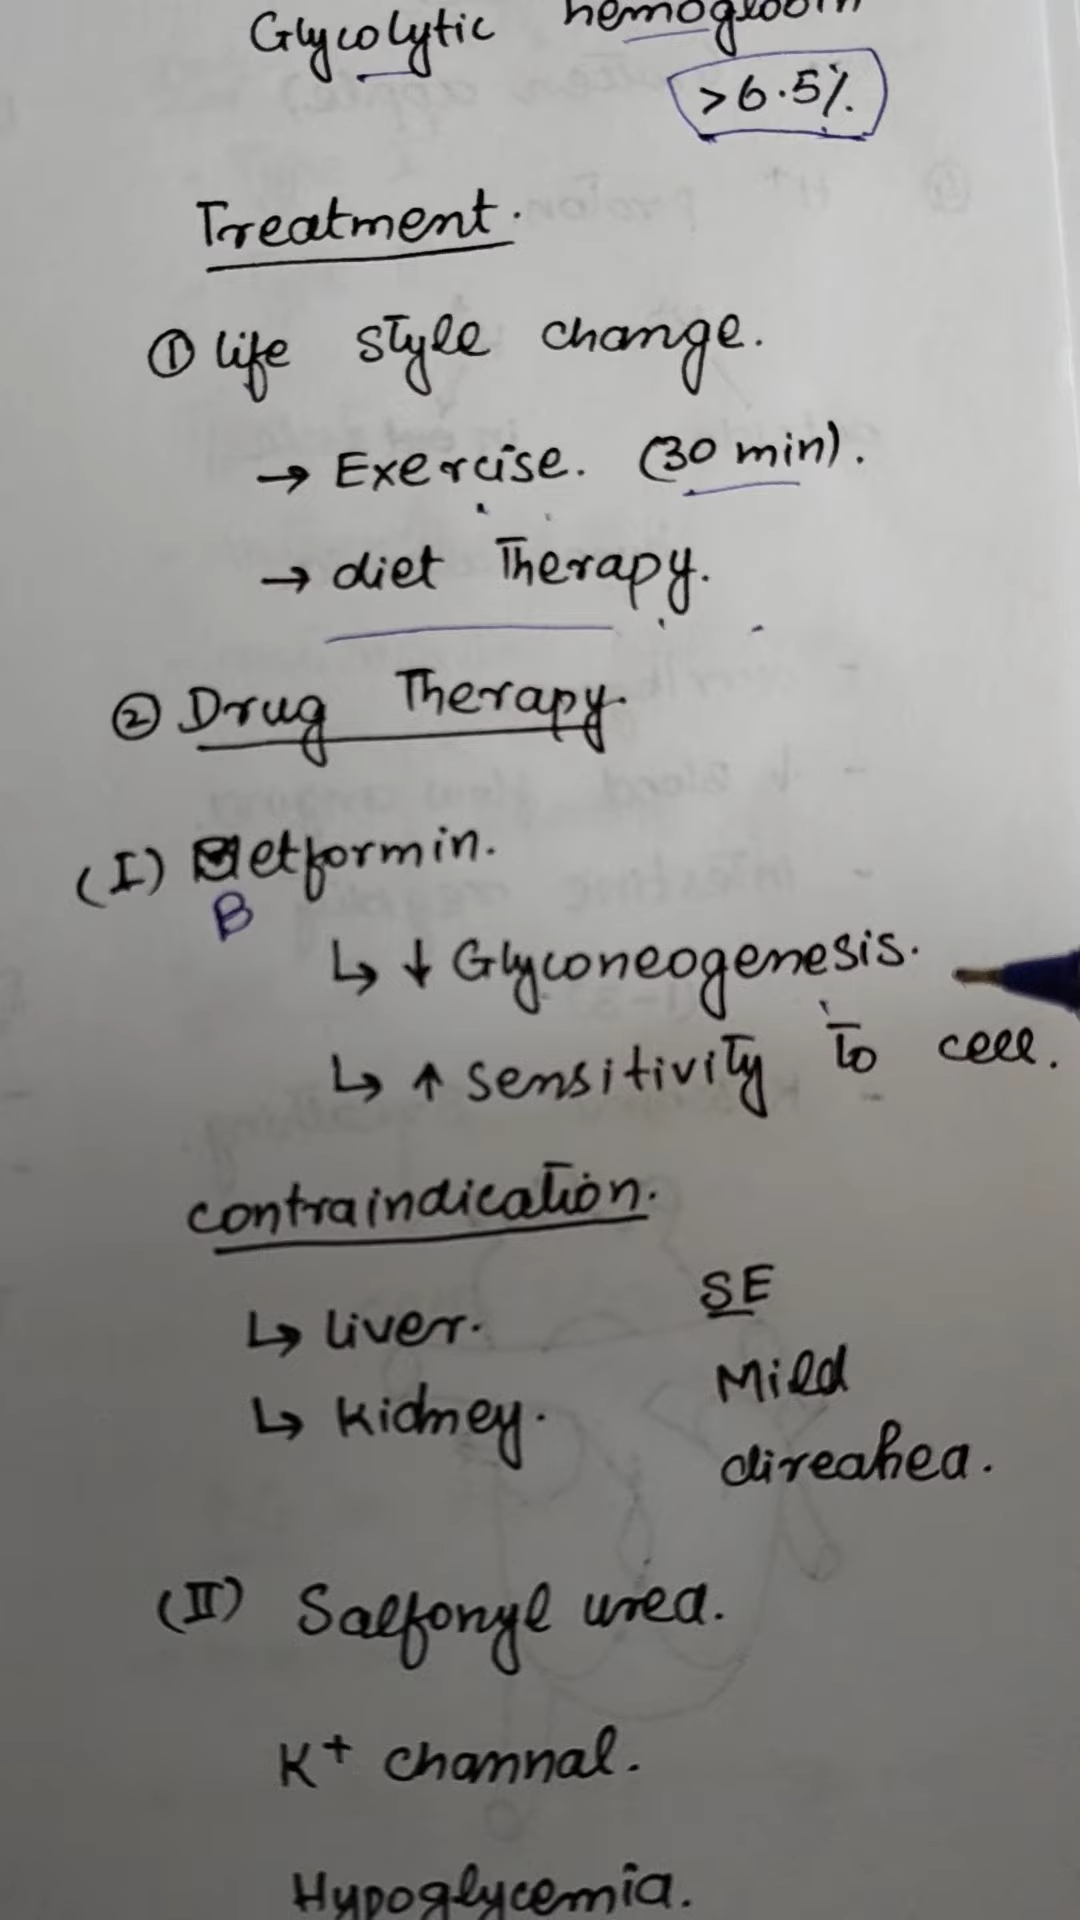 Glycolytic hemoglobin
>6.5%.
Treatment.
① life style change.
→ Exercise. (30 min).
→ diet Therapy.
② Drug Therapy.
(I) Metformin.
B
↳ ↓ Glyconeogenesis.
↳ ↑ sensitivity to cell.
contraindication.
↳ liver.
↳ Kidney.
SE
Mild
direahea.
(II) Salfonyl urea.
K+ channal.
Hypoglycemia.